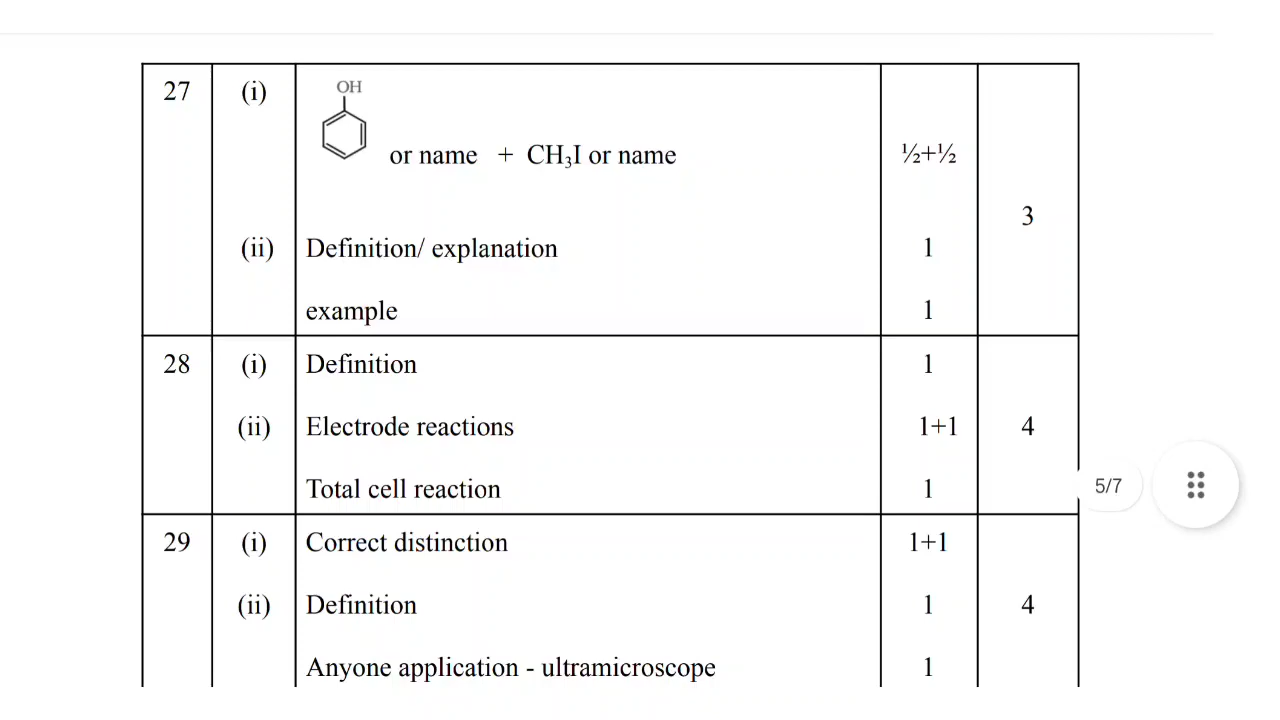 27 (i) OH
or name + CH₃I or name ½+½
3
(ii) Definition/ explanation 1
example 1
28 (i) Definition 1
(ii) Electrode reactions 1+1 4
Total cell reaction 1
5/7
29 (i) Correct distinction 1+1
(ii) Definition 1 4
Anyone application - ultramicroscope 1